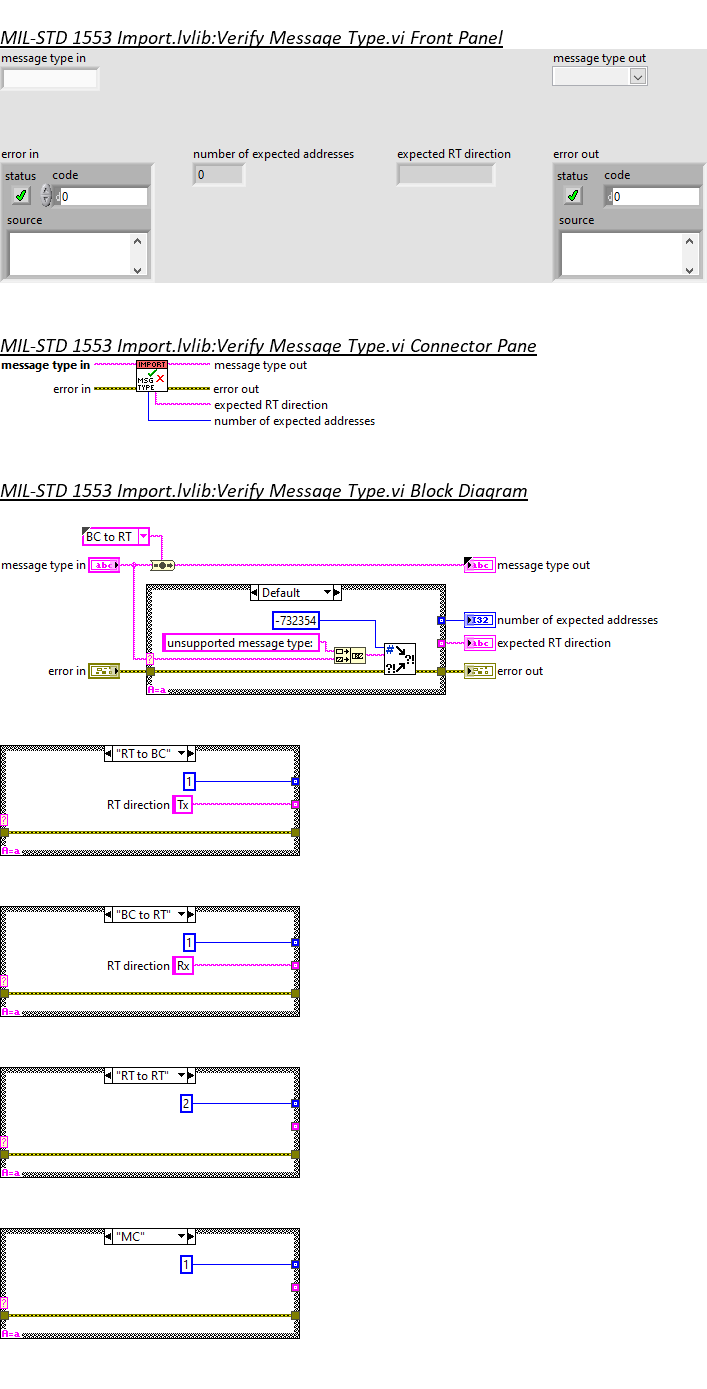 MIL-STD 1553 Import.lvlib:Verify Message Type.vi Front Panel
message type in
message type out
error in
number of expected addresses
expected RT direction
error out
status code
0
status code
d0
d0
source
source
MIL-STD 1553 Import.lvlib:Verify Message Type.vi Connector Pane
message type in
IMPORT
MSG
TYPE
message type out
error in
error out
expected RT direction
number of expected addresses
MIL-STD 1553 Import.lvlib:Verify Message Type.vi Block Diagram
BC to RT
message type in
abc
abc
message type out
Default
-732354
I32
number of expected addresses
unsupported message type:
abc
expected RT direction
#
?!
?!
?!
?
error in
error out
A=a
"RT to BC"
1
RT direction
Tx
?
A=a
"BC to RT"
1
RT direction
Rx
?
A=a
"RT to RT"
2
?
A=a
"MC"
1
?
A=a